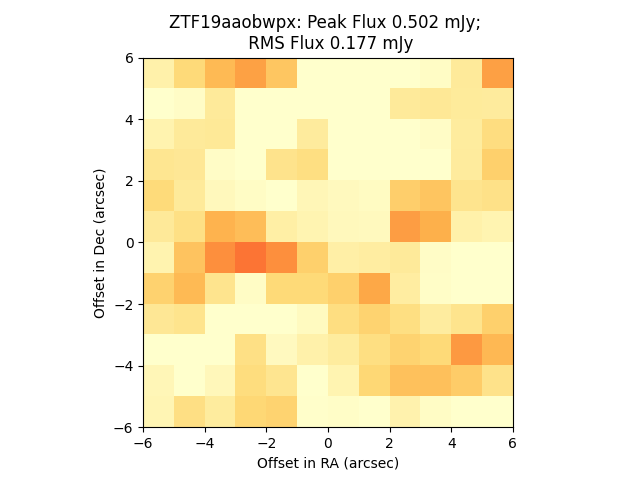 ZTF19aaobwpx: Peak Flux 0.502 mJy;
RMS Flux 0.177 mJy
6
4
2
0
−2
−4
−6
Offset in Dec (arcsec)
−6 −4 −2 0 2 4 6
Offset in RA (arcsec)